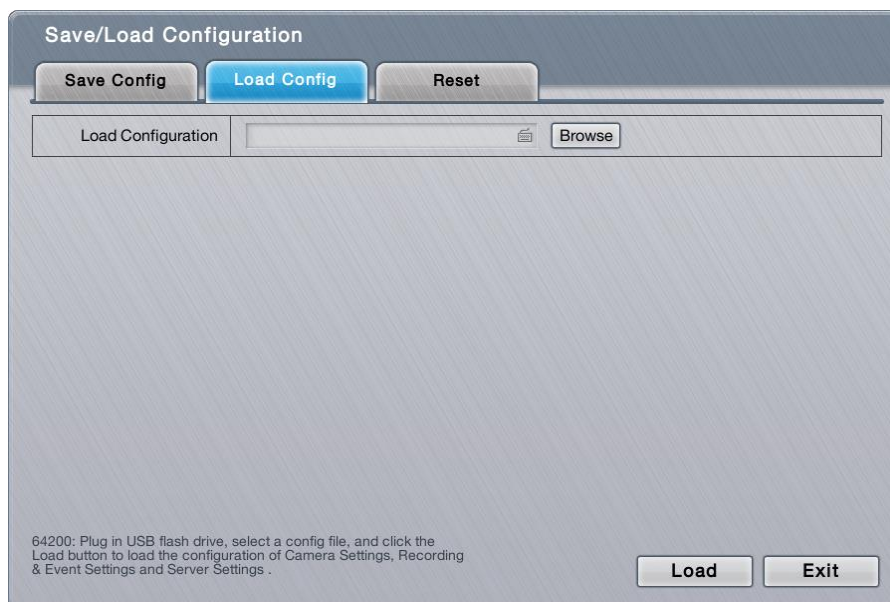 Save/Load Configuration
Save Config
Load Config
Reset
Load Configuration
Browse
64200: Plug in USB flash drive, select a config file, and click the
Load button to load the configuration of Camera Settings, Recording
& Event Settings and Server Settings .
Load
Exit